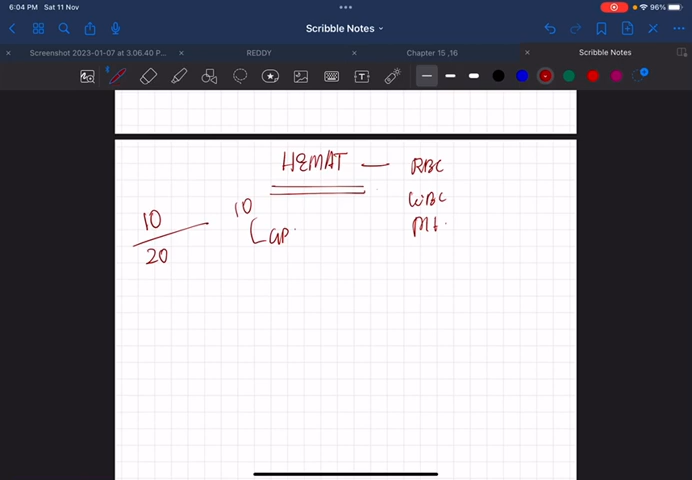 6:04 PM Sat 11 Nov
96%
Scribble Notes
Screenshot 2023-01-07 at 3.06.40 P...
REDDY
Chapter 15 ,16
Scribble Notes
HEMAT — RBC
WBC
Plt.
10
20
10
Cap.